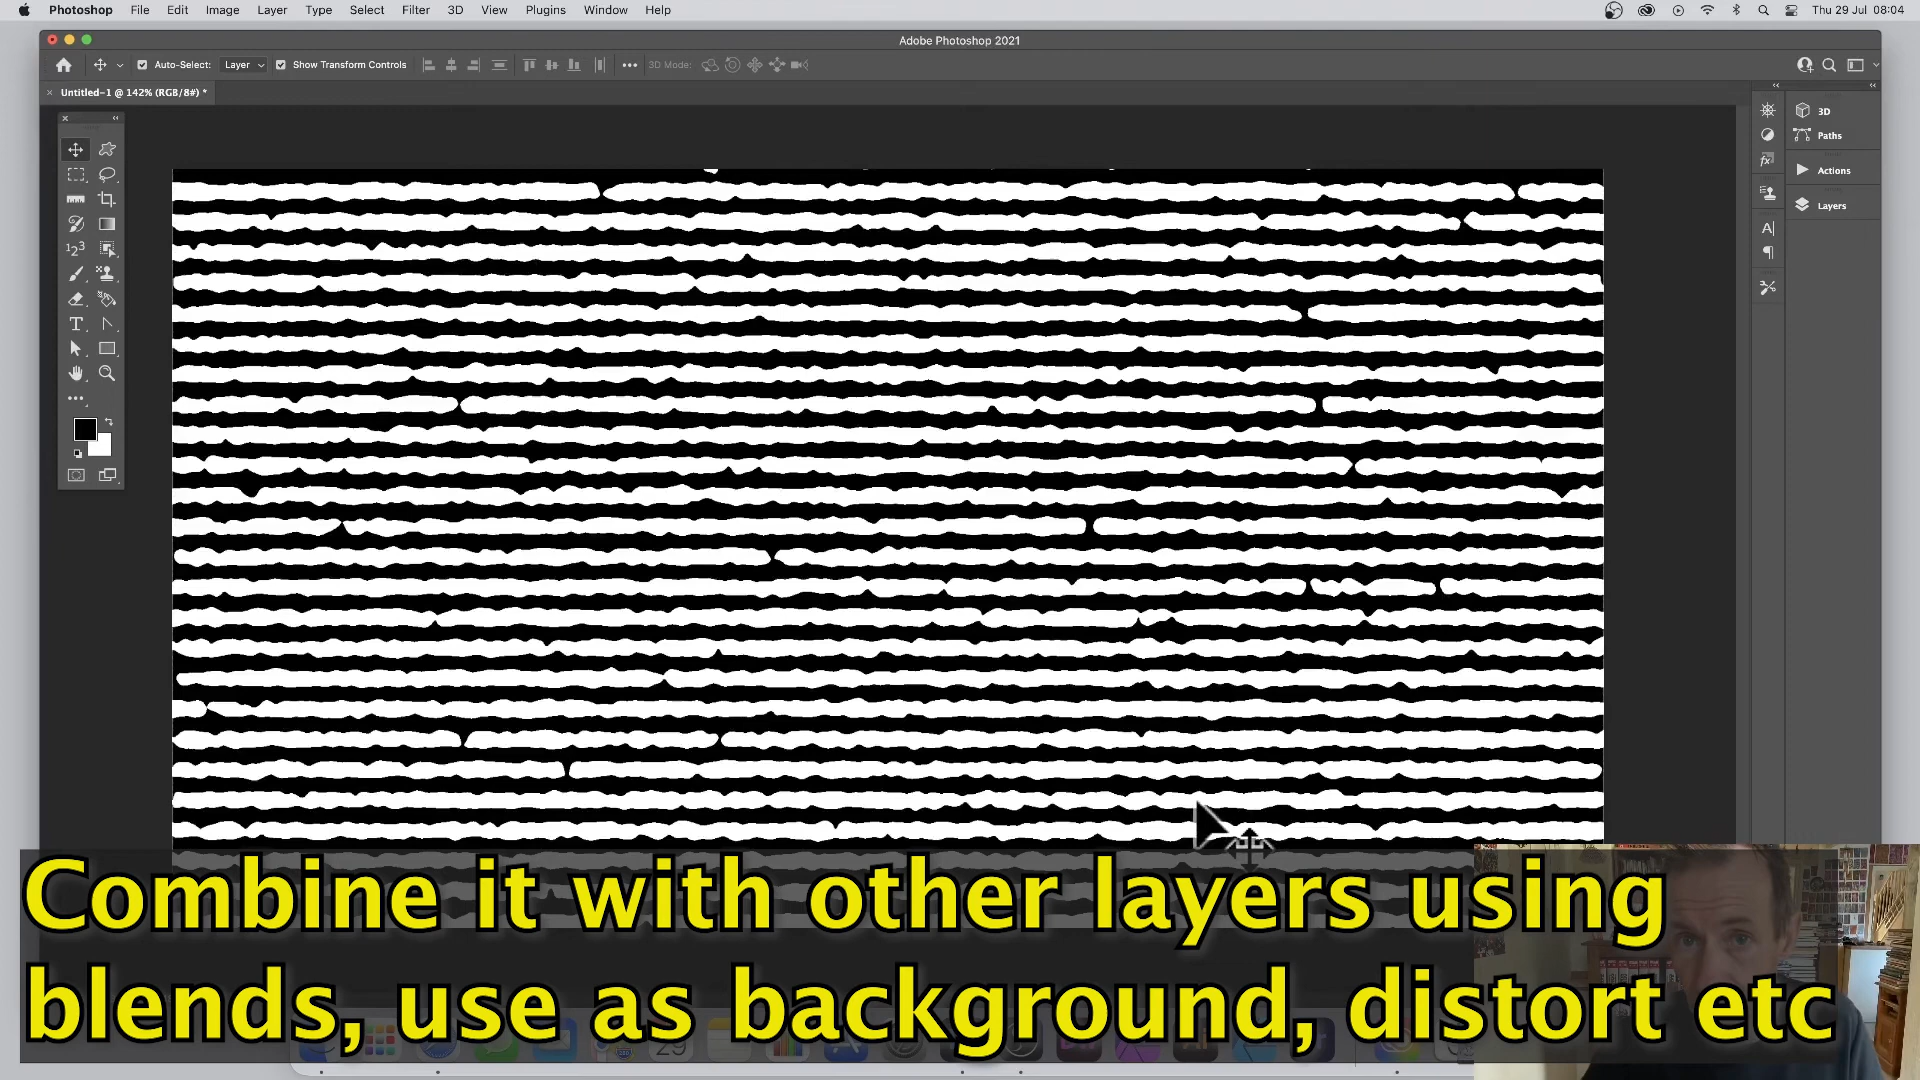 Photoshop File Edit Image Layer Type Select Filter 3D View Plugins Window Help Thu 29 Jul 08:04
Adobe Photoshop 2021
Auto-Select: Layer Show Transform Controls 3D Mode:
Untitled-1 @ 142% (RGB/8#) *
3D
Paths
Actions
Layers
Combine it with other layers using
blends, use as background, distort etc
29